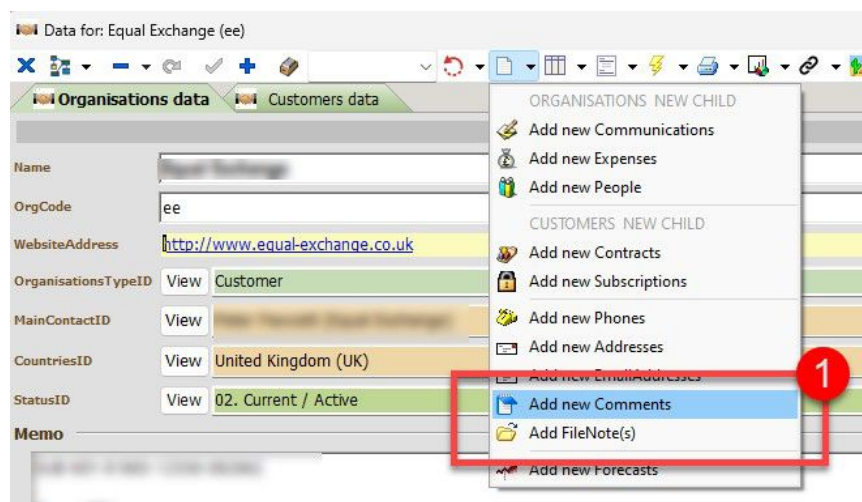 Data for: Equal Exchange (ee)
Organisations data
Customers data
Name
OrgCode
ee
WebsiteAddress
http://www.equal-exchange.co.uk
OrganisationsTypeID
View
Customer
MainContactID
View
CountriesID
View
United Kingdom (UK)
StatusID
View
02. Current / Active
Memo
ORGANISATIONS NEW CHILD
Add new Communications
Add new Expenses
Add new People
CUSTOMERS NEW CHILD
Add new Contracts
Add new Subscriptions
Add new Phones
Add new Addresses
Add new EmailAddresses
Add new Comments
Add FileNote(s)
Add new Forecasts
1